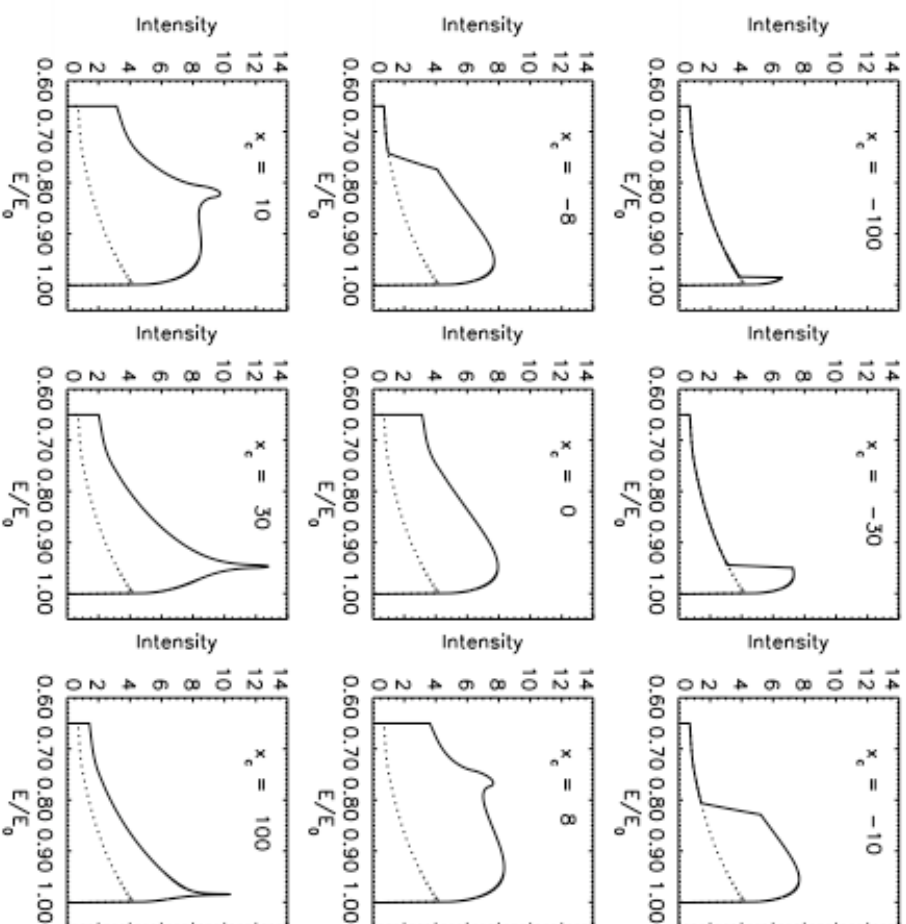 Intensity
14
12
10
8
6
4
2
0
x_c = -100
0.60 0.70 0.80 0.90 1.00
E/E_0
Intensity
14
12
10
8
6
4
2
0
x_c = -30
0.60 0.70 0.80 0.90 1.00
E/E_0
Intensity
14
12
10
8
6
4
2
0
x_c = -10
0.60 0.70 0.80 0.90 1.00
E/E_0
Intensity
14
12
10
8
6
4
2
0
x_c = -8
0.60 0.70 0.80 0.90 1.00
E/E_0
Intensity
14
12
10
8
6
4
2
0
x_c = 0
0.60 0.70 0.80 0.90 1.00
E/E_0
Intensity
14
12
10
8
6
4
2
0
x_c = 8
0.60 0.70 0.80 0.90 1.00
E/E_0
Intensity
14
12
10
8
6
4
2
0
x_c = 10
0.60 0.70 0.80 0.90 1.00
E/E_0
Intensity
14
12
10
8
6
4
2
0
x_c = 30
0.60 0.70 0.80 0.90 1.00
E/E_0
Intensity
14
12
10
8
6
4
2
0
x_c = 100
0.60 0.70 0.80 0.90 1.00
E/E_0